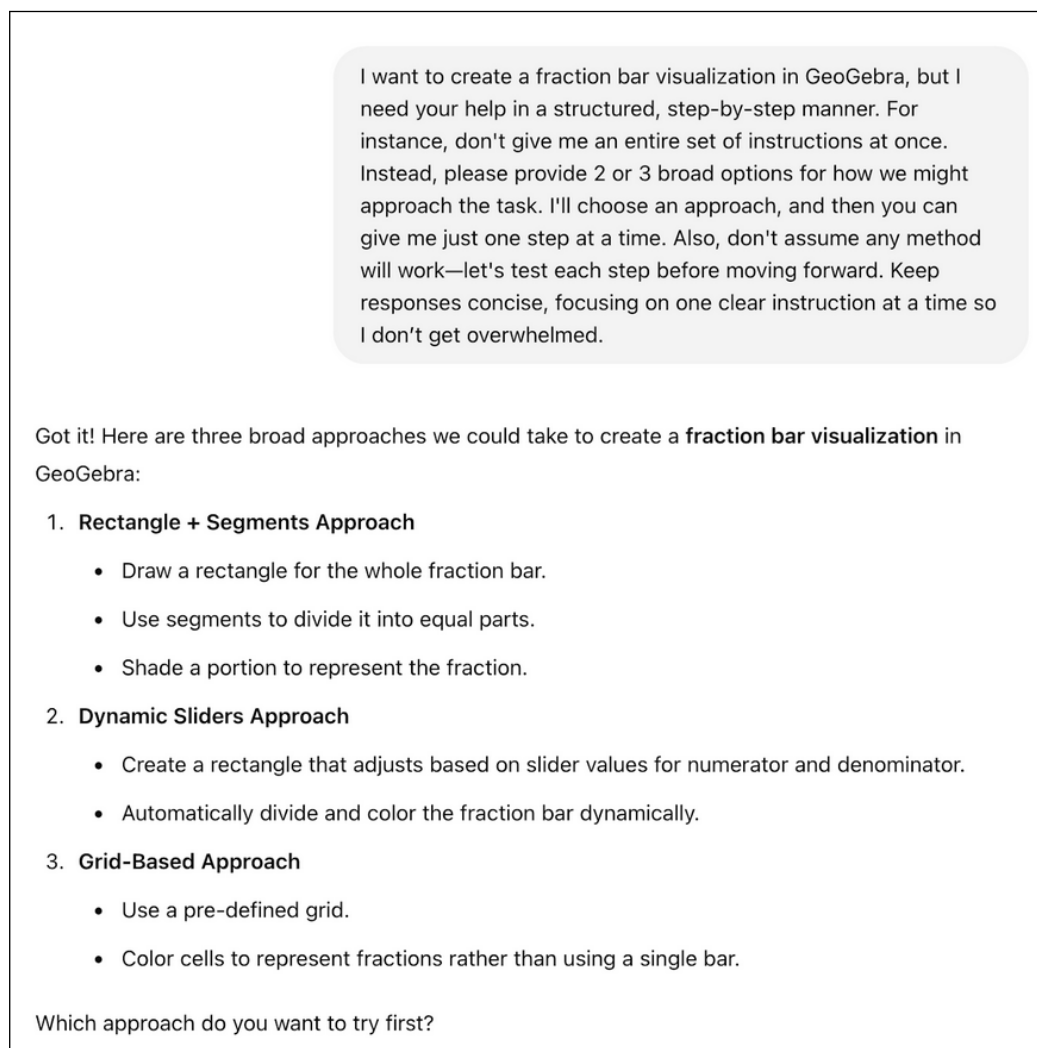 I want to create a fraction bar visualization in GeoGebra, but I
need your help in a structured, step-by-step manner. For
instance, don't give me an entire set of instructions at once.
Instead, please provide 2 or 3 broad options for how we might
approach the task. I'll choose an approach, and then you can
give me just one step at a time. Also, don't assume any method
will work—let's test each step before moving forward. Keep
responses concise, focusing on one clear instruction at a time so
I don’t get overwhelmed.
Got it! Here are three broad approaches we could take to create a fraction bar visualization in
GeoGebra:
1. Rectangle + Segments Approach
• Draw a rectangle for the whole fraction bar.
• Use segments to divide it into equal parts.
• Shade a portion to represent the fraction.
2. Dynamic Sliders Approach
• Create a rectangle that adjusts based on slider values for numerator and denominator.
• Automatically divide and color the fraction bar dynamically.
3. Grid-Based Approach
• Use a pre-defined grid.
• Color cells to represent fractions rather than using a single bar.
Which approach do you want to try first?